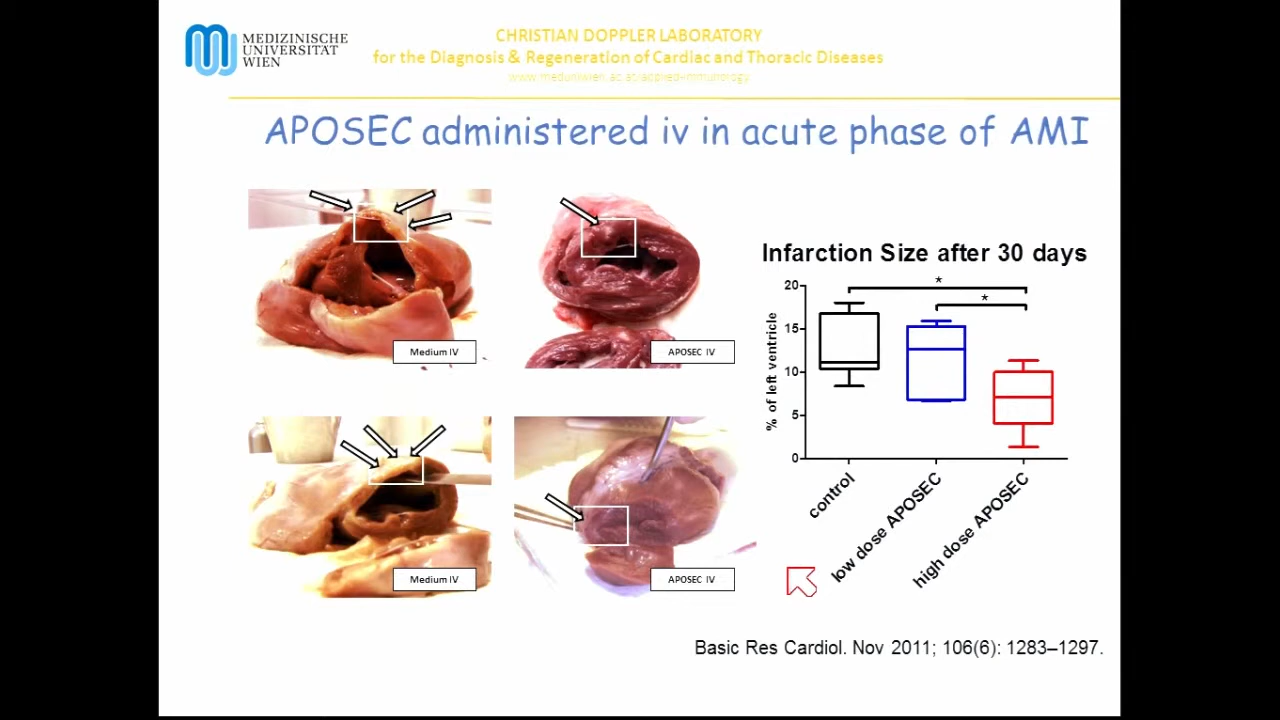 MEDIZINISCHE
UNIVERSITÄT
WIEN
CHRISTIAN DOPPLER LABORATORY
for the Diagnosis & Regeneration of Cardiac and Thoracic Diseases
www.meduniwien.ac.at/applied-immunology
APOSEC administered iv in acute phase of AMI
Medium IV
APOSEC IV
Medium IV
APOSEC IV
Infarction Size after 30 days
% of left ventricle
20
15
10
5
0
*
*
control
low dose APOSEC
high dose APOSEC
Basic Res Cardiol. Nov 2011; 106(6): 1283–1297.